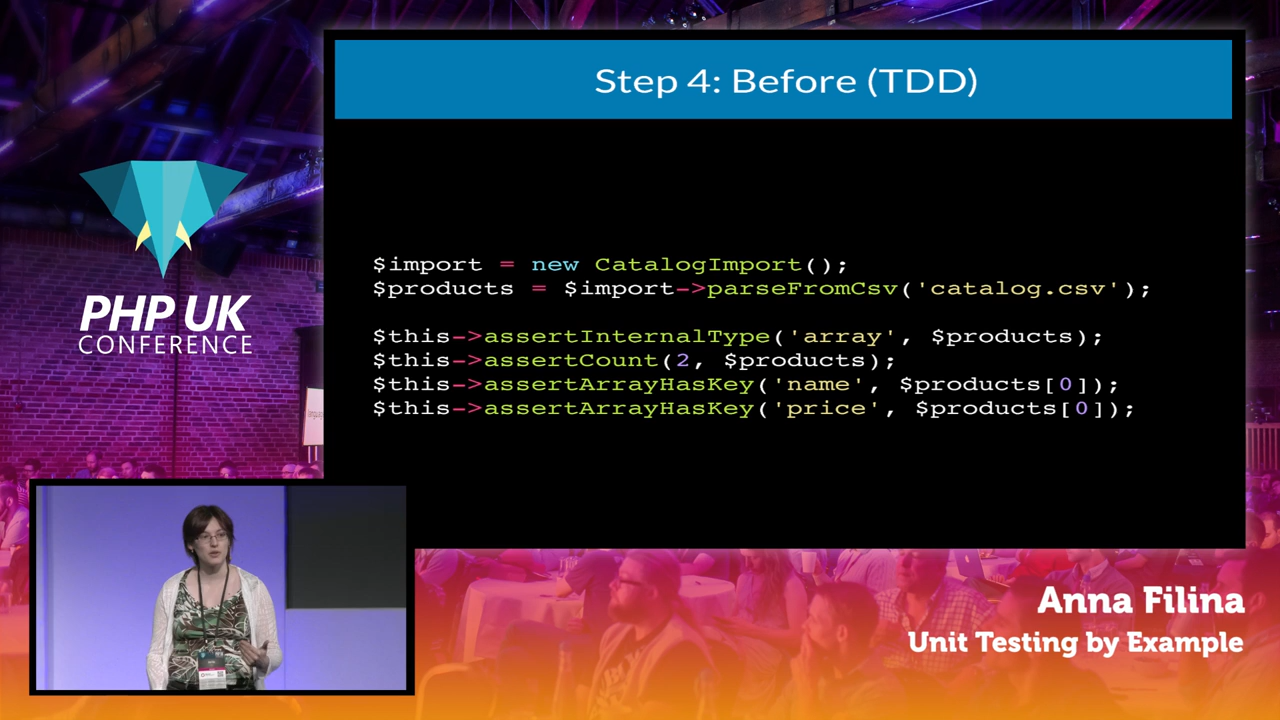 Step 4: Before (TDD)
$import = new CatalogImport();
$products = $import->parseFromCsv('catalog.csv');
$this->assertInternalType('array', $products);
$this->assertCount(2, $products);
$this->assertArrayHasKey('name', $products[0]);
$this->assertArrayHasKey('price', $products[0]);
PHP UK
CONFERENCE
Anna Filina
Unit Testing by Example